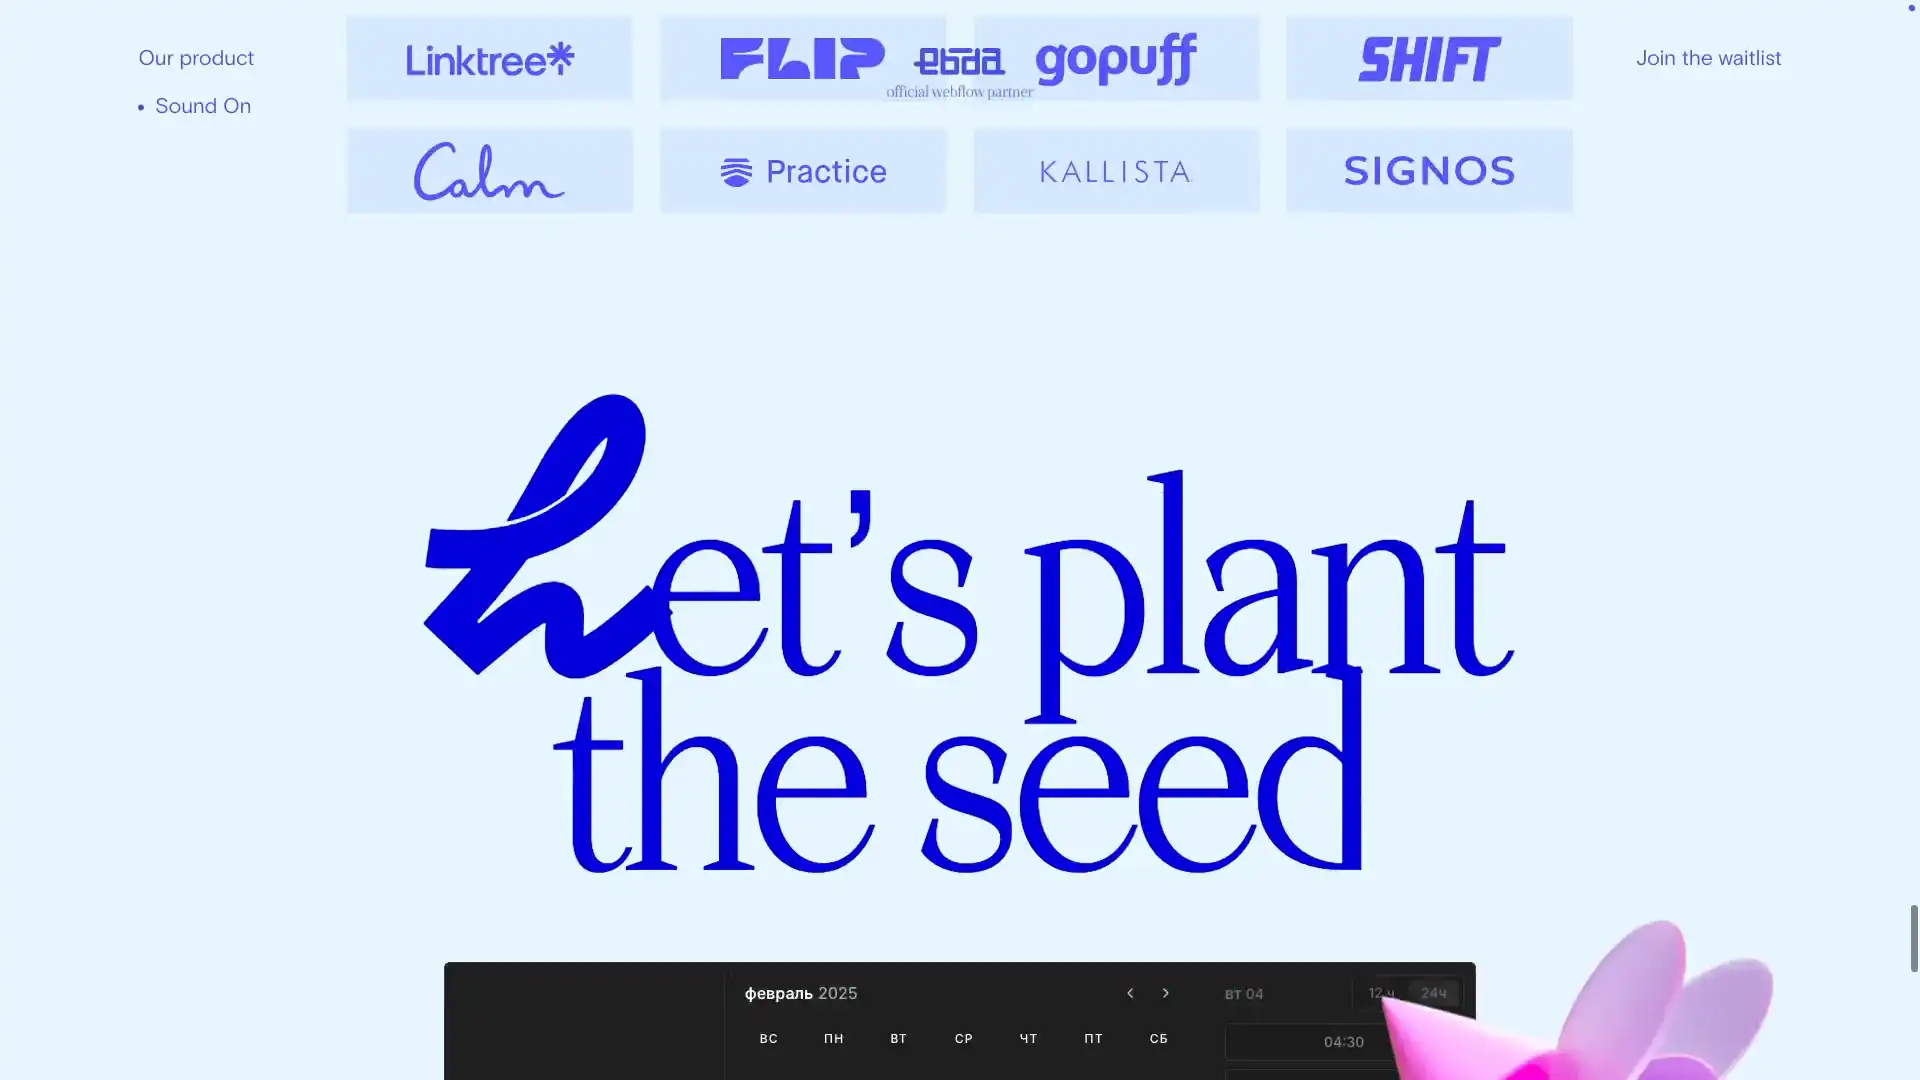 Our product
Sound On
Linktree
FLIP
ebda
official webflow partner
gopuff
SHIFT
Join the waitlist
Calm
Practice
KALLISTA
SIGNOS
Let’s plant
the seed
февраль 2025
вт 04
12 ч
24ч
вс пн вт ср чт пт сб
04:30